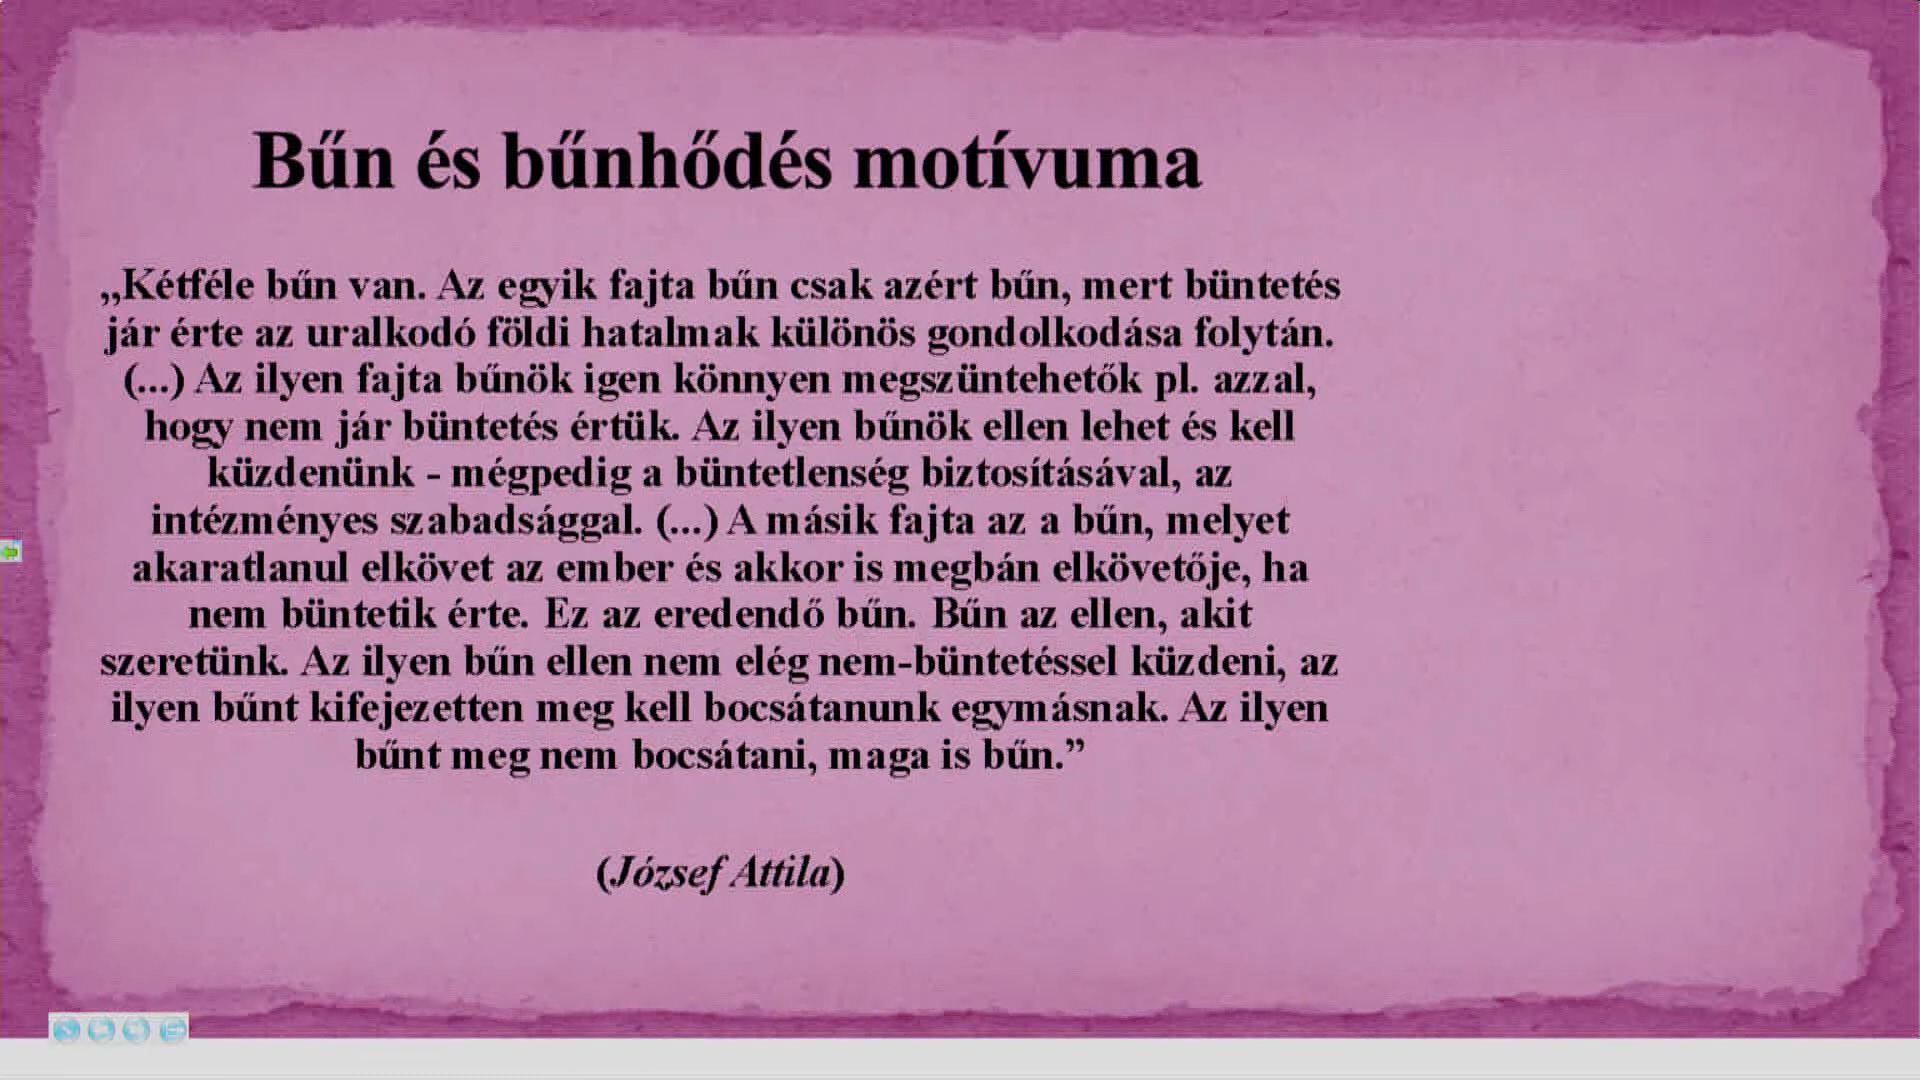 Bűn és bűnhődés motívuma
„Kétféle bűn van. Az egyik fajta bűn csak azért bűn, mert büntetés
jár érte az uralkodó földi hatalmak különös gondolkodása folytán.
(...) Az ilyen fajta bűnök igen könnyen megszüntehetők pl. azzal,
hogy nem jár büntetés értük. Az ilyen bűnök ellen lehet és kell
küzdenünk - mégpedig a büntetlenség biztosításával, az
intézményes szabadsággal. (...) A másik fajta az a bűn, melyet
akaratlanul elkövet az ember és akkor is megbán elkövetője, ha
nem büntetik érte. Ez az eredendő bűn. Bűn az ellen, akit
szeretünk. Az ilyen bűn ellen nem elég nem-büntetéssel küzdeni, az
ilyen bűnt kifejezetten meg kell bocsátanunk egymásnak. Az ilyen
bűnt meg nem bocsátani, maga is bűn.”
(József Attila)